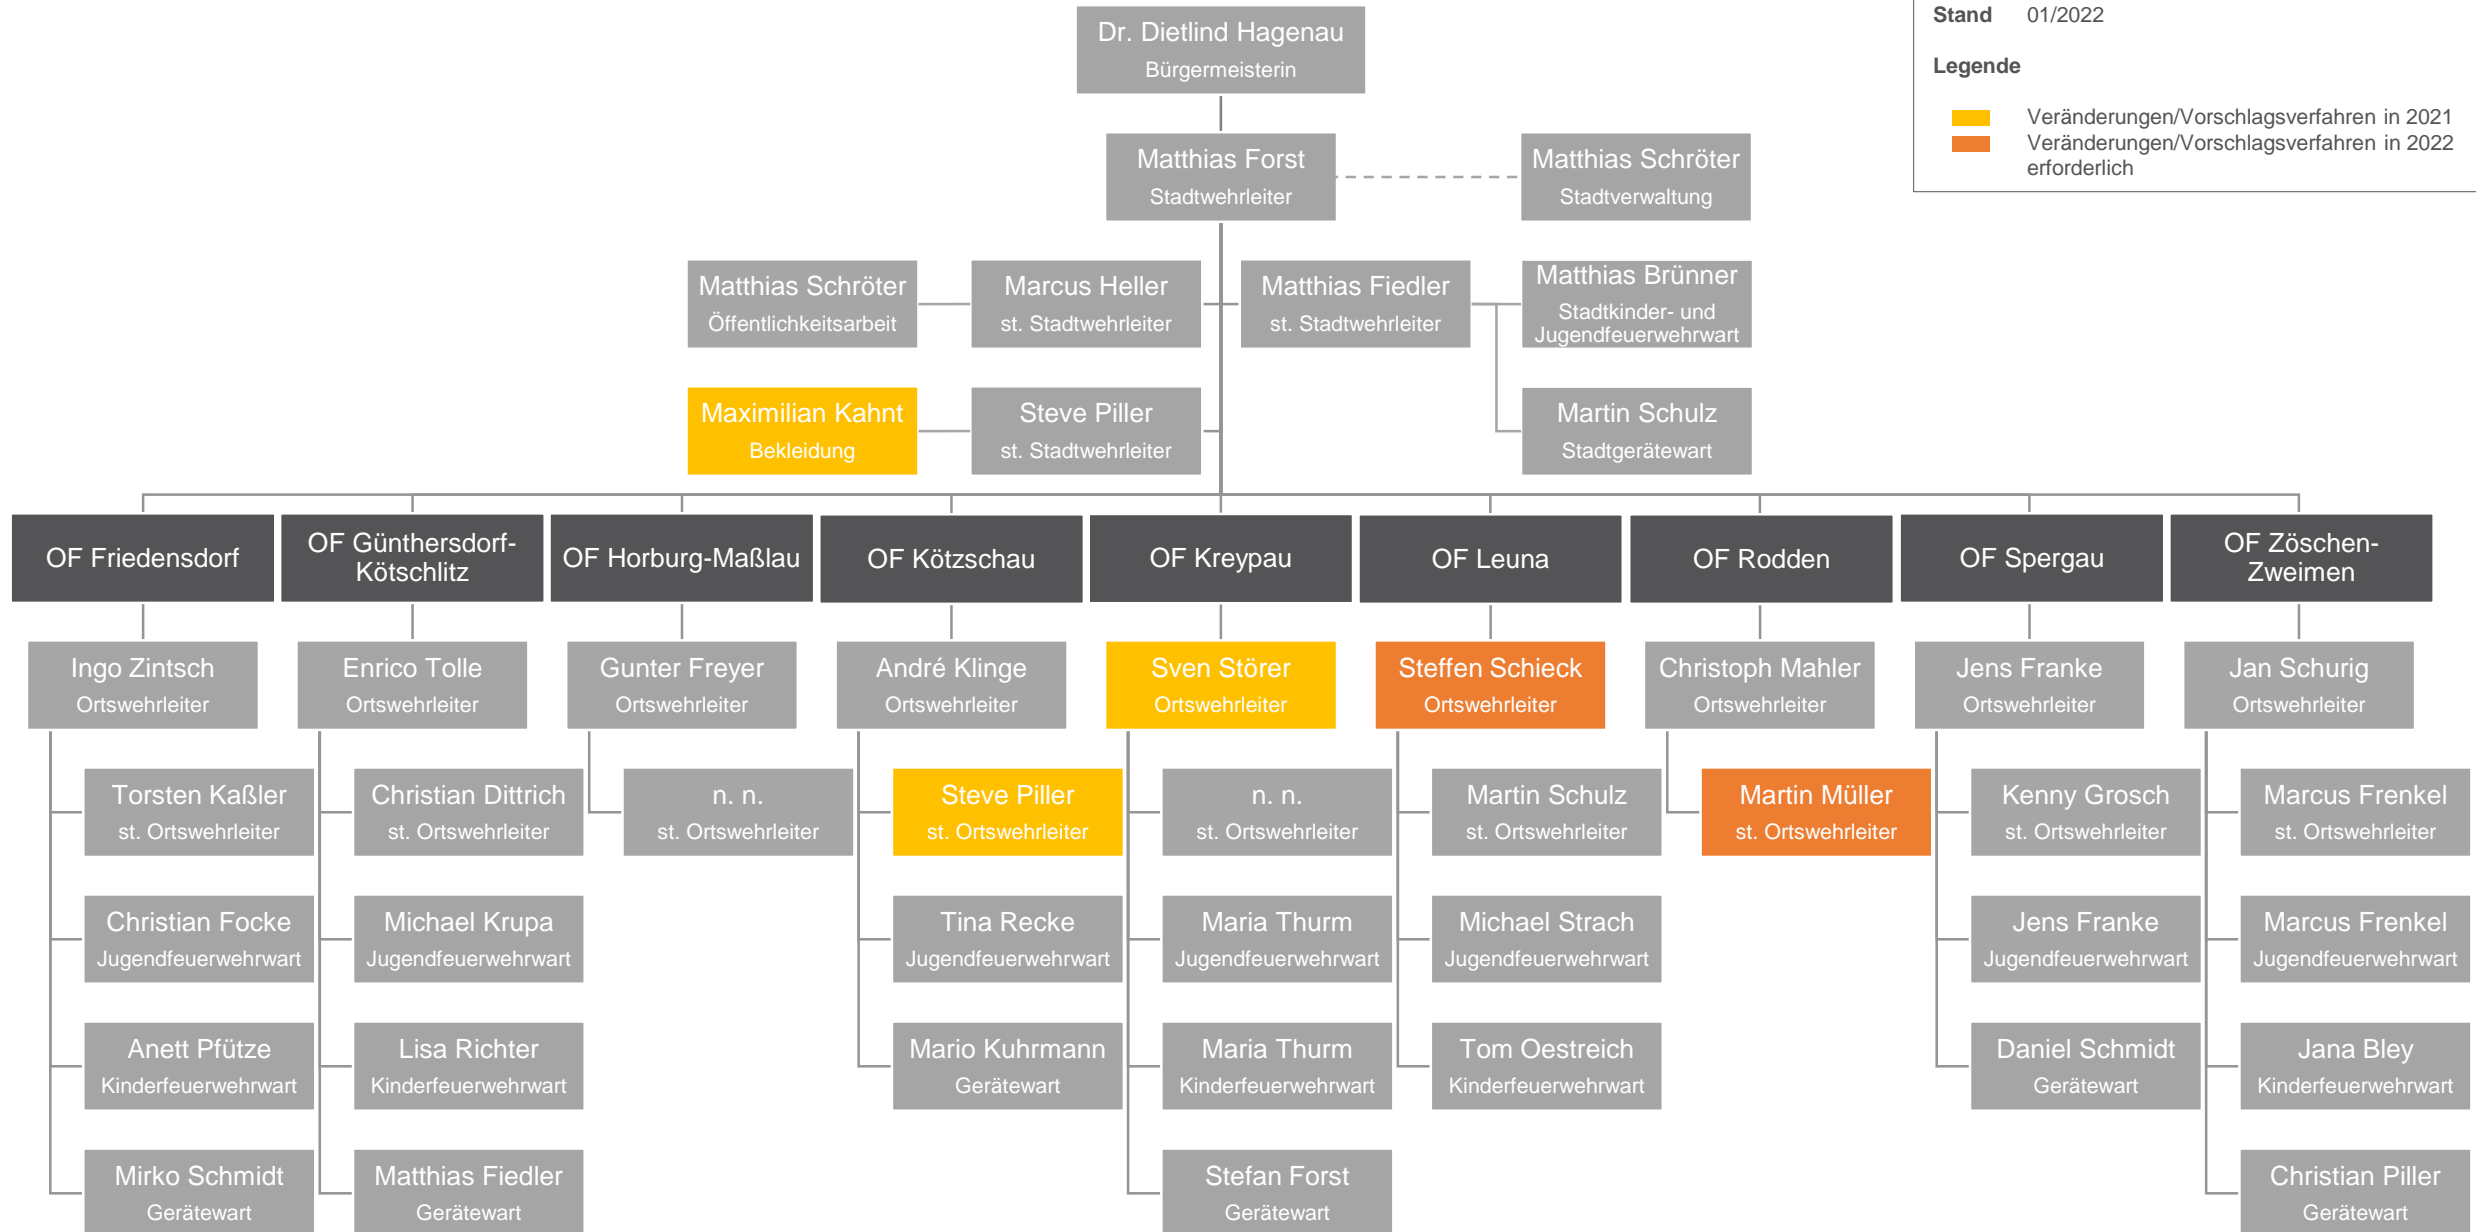 Stand 01/2022
Legende
Veränderungen/Vorschlagsverfahren in 2021
Veränderungen/Vorschlagsverfahren in 2022
erforderlich
Dr. Dietlind Hagenau
Bürgermeisterin
Matthias Forst
Stadtwehrleiter
Matthias Schröter
Stadtverwaltung
Matthias Schröter
Öffentlichkeitsarbeit
Marcus Heller
st. Stadtwehrleiter
Matthias Fiedler
st. Stadtwehrleiter
Matthias Brünner
Stadtkinder- und
Jugendfeuerwehrwart
Maximilian Kahnt
Bekleidung
Steve Piller
st. Stadtwehrleiter
Martin Schulz
Stadtgerätewart
OF Friedensdorf
Ingo Zintsch
Ortswehrleiter
Torsten Kaßler
st. Ortswehrleiter
Christian Focke
Jugendfeuerwehrwart
Anett Pfütze
Kinderfeuerwehrwart
Mirko Schmidt
Gerätewart
OF Günthersdorf-
Kötschlitz
Enrico Tolle
Ortswehrleiter
Christian Dittrich
st. Ortswehrleiter
Michael Krupa
Jugendfeuerwehrwart
Lisa Richter
Kinderfeuerwehrwart
Matthias Fiedler
Gerätewart
OF Horburg-Maßlau
Gunter Freyer
Ortswehrleiter
n. n.
st. Ortswehrleiter
OF Kötzschau
André Klinge
Ortswehrleiter
Steve Piller
st. Ortswehrleiter
Tina Recke
Jugendfeuerwehrwart
Mario Kuhrmann
Gerätewart
OF Kreypau
Sven Störer
Ortswehrleiter
n. n.
st. Ortswehrleiter
Maria Thurm
Jugendfeuerwehrwart
Maria Thurm
Kinderfeuerwehrwart
Stefan Forst
Gerätewart
OF Leuna
Steffen Schieck
Ortswehrleiter
Martin Schulz
st. Ortswehrleiter
Michael Strach
Jugendfeuerwehrwart
Tom Oestreich
Kinderfeuerwehrwart
OF Rodden
Christoph Mahler
Ortswehrleiter
Martin Müller
st. Ortswehrleiter
OF Spergau
Jens Franke
Ortswehrleiter
Kenny Grosch
st. Ortswehrleiter
Jens Franke
Jugendfeuerwehrwart
Daniel Schmidt
Gerätewart
OF Zöschen-
Zweimen
Jan Schurig
Ortswehrleiter
Marcus Frenkel
st. Ortswehrleiter
Marcus Frenkel
Jugendfeuerwehrwart
Jana Bley
Kinderfeuerwehrwart
Christian Piller
Gerätewart